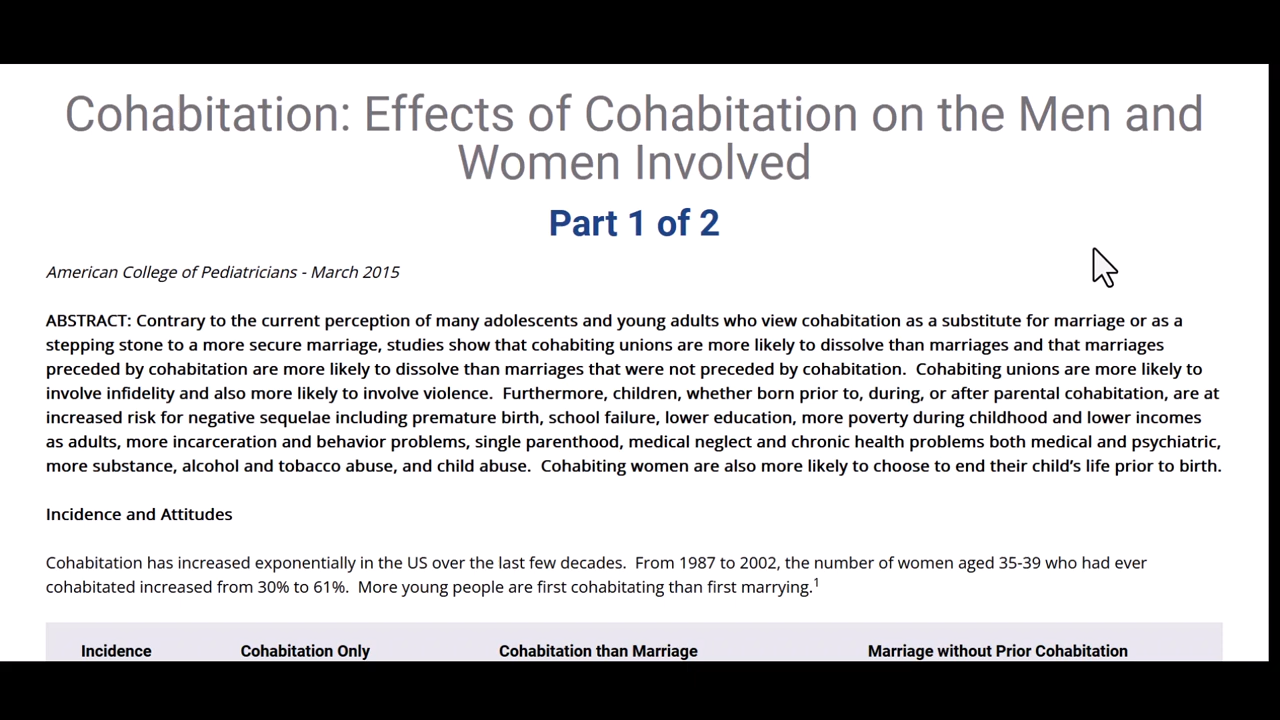 Cohabitation: Effects of Cohabitation on the Men and
Women Involved
Part 1 of 2
American College of Pediatricians - March 2015
ABSTRACT: Contrary to the current perception of many adolescents and young adults who view cohabitation as a substitute for marriage or as a
stepping stone to a more secure marriage, studies show that cohabiting unions are more likely to dissolve than marriages and that marriages
preceded by cohabitation are more likely to dissolve than marriages that were not preceded by cohabitation.  Cohabiting unions are more likely to
involve infidelity and also more likely to involve violence.  Furthermore, children, whether born prior to, during, or after parental cohabitation, are at
increased risk for negative sequelae including premature birth, school failure, lower education, more poverty during childhood and lower incomes
as adults, more incarceration and behavior problems, single parenthood, medical neglect and chronic health problems both medical and psychiatric,
more substance, alcohol and tobacco abuse, and child abuse.  Cohabiting women are also more likely to choose to end their child’s life prior to birth.
Incidence and Attitudes
Cohabitation has increased exponentially in the US over the last few decades.  From 1987 to 2002, the number of women aged 35-39 who had ever
cohabitated increased from 30% to 61%.  More young people are first cohabitating than first marrying.1
Incidence Cohabitation Only Cohabitation than Marriage Marriage without Prior Cohabitation